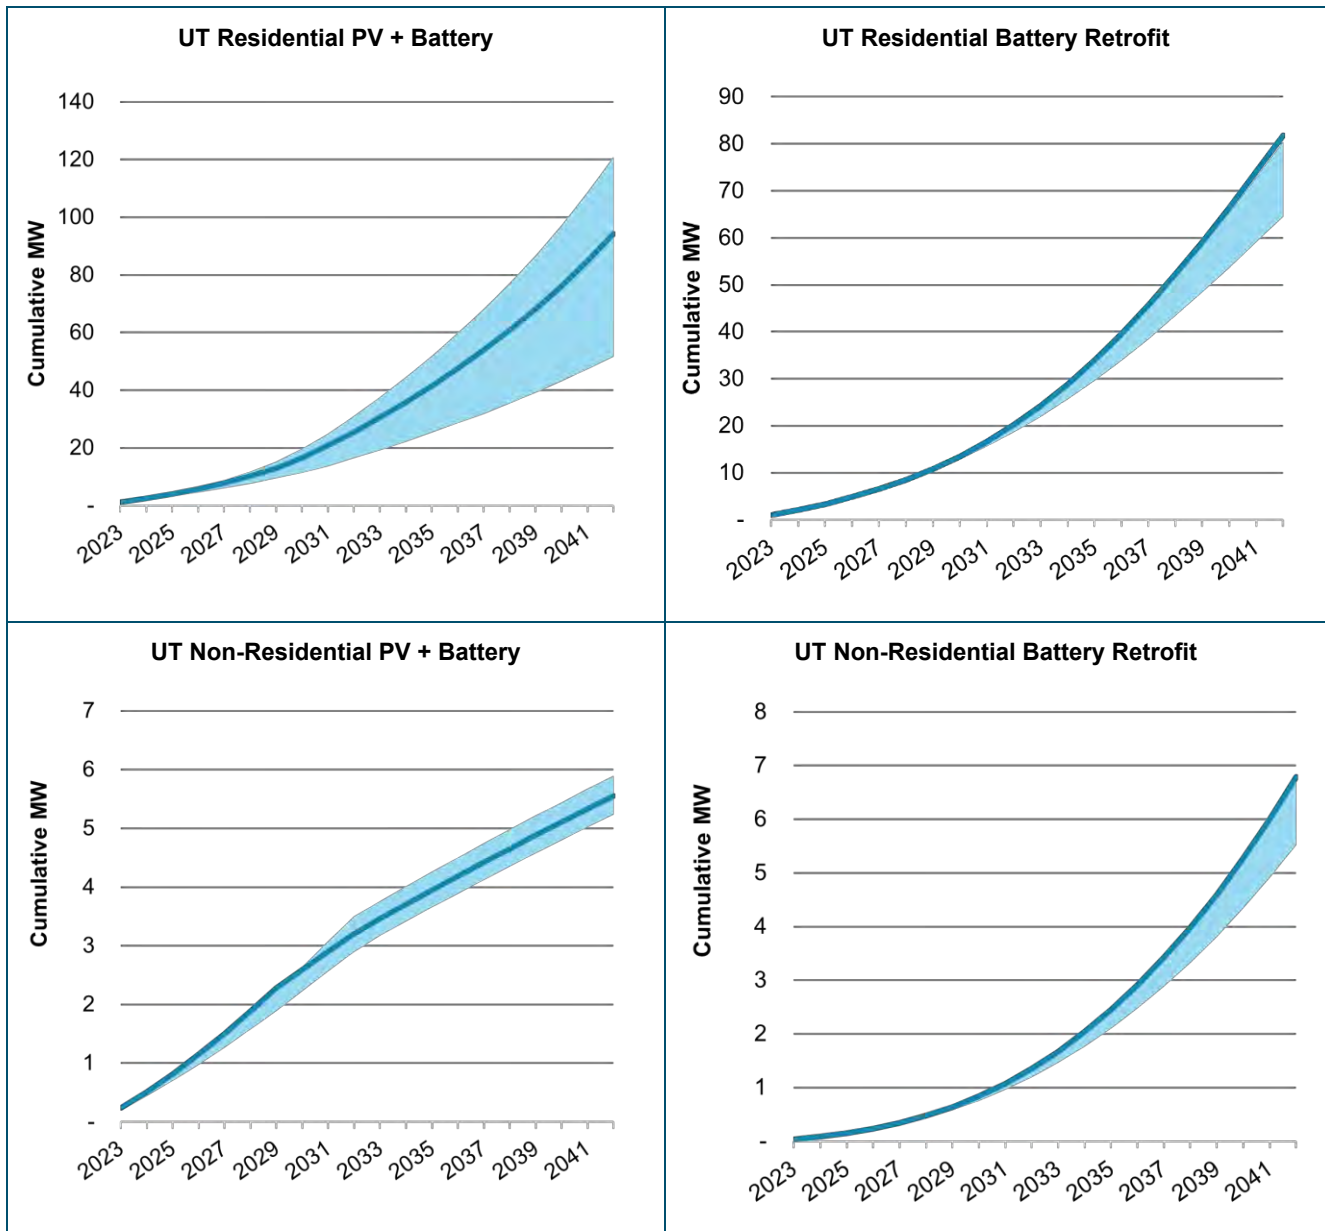 UT Residential PV + Battery
140
120
100
80
60
40
20
-
Cumulative MW
2023 2025 2027 2029 2031 2033 2035 2037 2039 2041
UT Residential Battery Retrofit
90
80
70
60
50
40
30
20
10
-
Cumulative MW
2023 2025 2027 2029 2031 2033 2035 2037 2039 2041
UT Non-Residential PV + Battery
7
6
5
4
3
2
1
-
Cumulative MW
2023 2025 2027 2029 2031 2033 2035 2037 2039 2041
UT Non-Residential Battery Retrofit
8
7
6
5
4
3
2
1
-
Cumulative MW
2023 2025 2027 2029 2031 2033 2035 2037 2039 2041